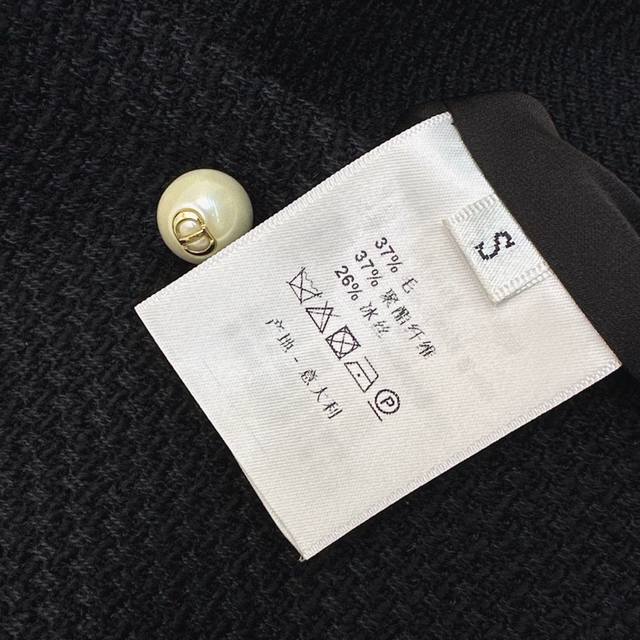 37% 毛
37% 聚酯纤维
26% 冰丝
P
产地 - 意大利
S